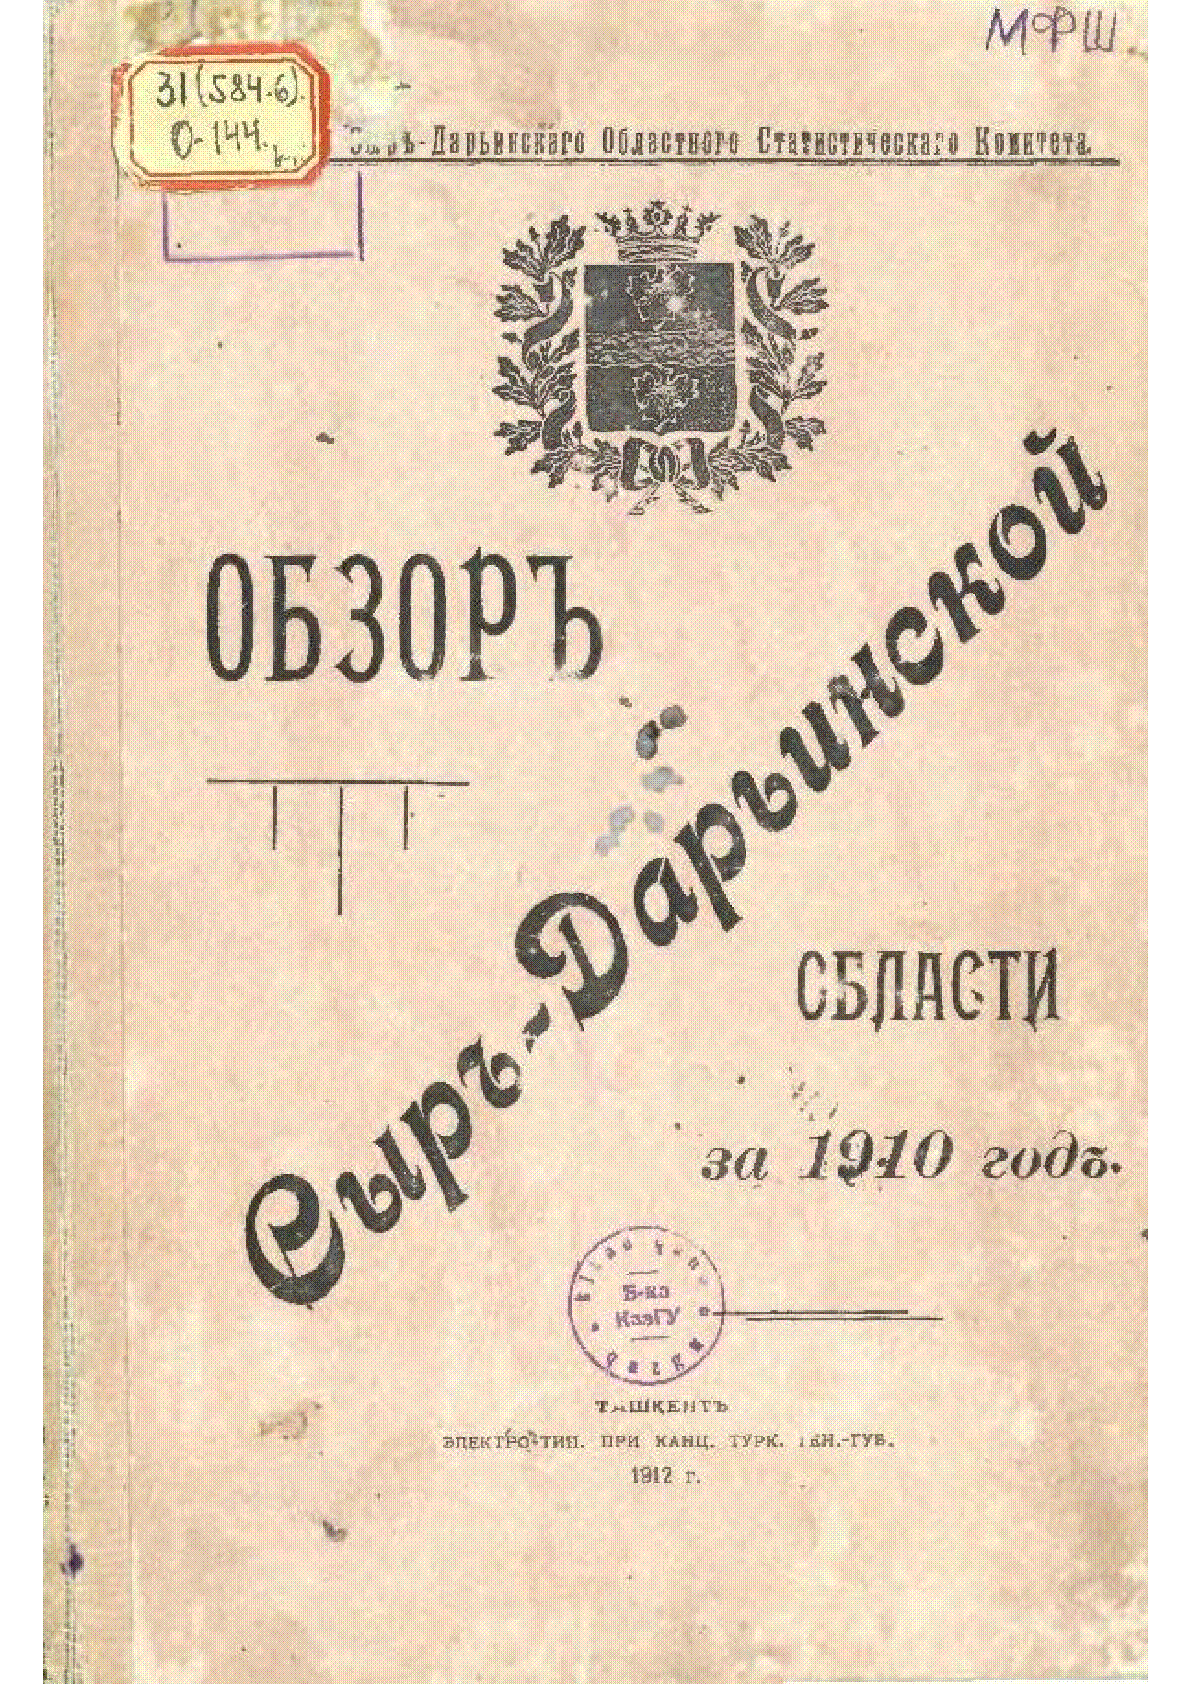 МФШ
31(584.6).
О-144.
Сыръ-Дарьинскаго Областного Статистическаго Комитета.
ОБЗОРЪ
Сыръ-Дарьинской
ОБЛАСТИ
за 1910 годъ.
Б-ка
КазГУ
ТАШКЕНТЪ
ЭЛЕКТРО-ТИП. ПРИ КАНЦ. ТУРК. ГЕН.-ГУБ.
1912 г.